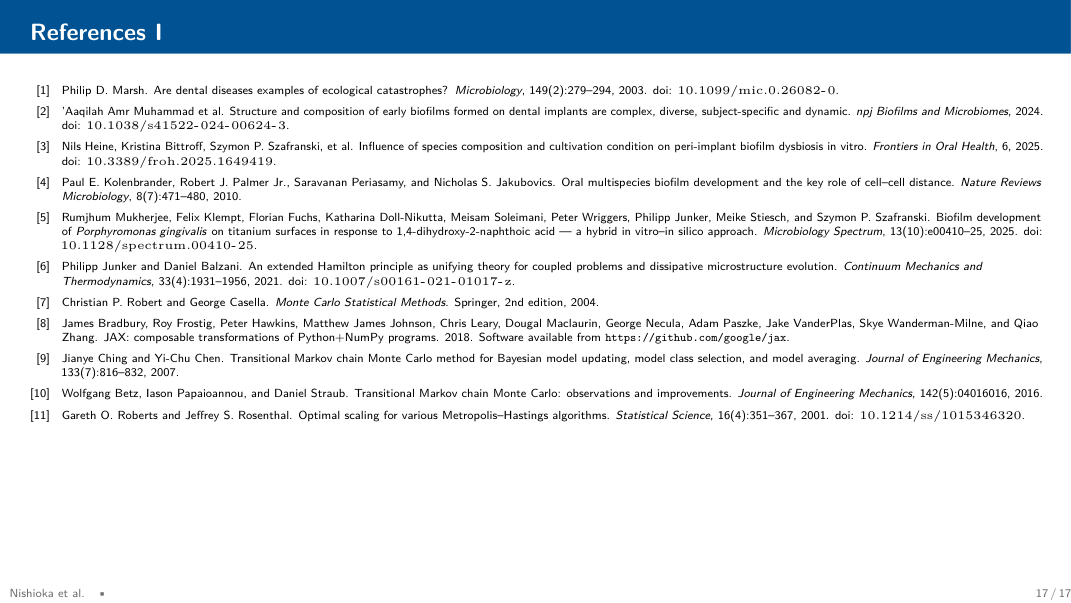 References I
[1] Philip D. Marsh. Are dental diseases examples of ecological catastrophes? Microbiology, 149(2):279–294, 2003. doi: 10.1099/mic.0.26082-0.
[2] 'Aaqilah Amr Muhammad et al. Structure and composition of early biofilms formed on dental implants are complex, diverse, subject-specific and dynamic. npj Biofilms and Microbiomes, 2024.
doi: 10.1038/s41522-024-00624-3.
[3] Nils Heine, Kristina Bittroff, Szymon P. Szafranski, et al. Influence of species composition and cultivation condition on peri-implant biofilm dysbiosis in vitro. Frontiers in Oral Health, 6, 2025.
doi: 10.3389/froh.2025.1649419.
[4] Paul E. Kolenbrander, Robert J. Palmer Jr., Saravanan Periasamy, and Nicholas S. Jakubovics. Oral multispecies biofilm development and the key role of cell–cell distance. Nature Reviews
Microbiology, 8(7):471–480, 2010.
[5] Rumjhum Mukherjee, Felix Klempt, Florian Fuchs, Katharina Doll-Nikutta, Meisam Soleimani, Peter Wriggers, Philipp Junker, Meike Stiesch, and Szymon P. Szafranski. Biofilm development
of Porphyromonas gingivalis on titanium surfaces in response to 1,4-dihydroxy-2-naphthoic acid — a hybrid in vitro–in silico approach. Microbiology Spectrum, 13(10):e00410–25, 2025. doi:
10.1128/spectrum.00410-25.
[6] Philipp Junker and Daniel Balzani. An extended Hamilton principle as unifying theory for coupled problems and dissipative microstructure evolution. Continuum Mechanics and
Thermodynamics, 33(4):1931–1956, 2021. doi: 10.1007/s00161-021-01017-z.
[7] Christian P. Robert and George Casella. Monte Carlo Statistical Methods. Springer, 2nd edition, 2004.
[8] James Bradbury, Roy Frostig, Peter Hawkins, Matthew James Johnson, Chris Leary, Dougal Maclaurin, George Necula, Adam Paszke, Jake VanderPlas, Skye Wanderman-Milne, and Qiao
Zhang. JAX: composable transformations of Python+NumPy programs. 2018. Software available from https://github.com/google/jax.
[9] Jianye Ching and Yi-Chu Chen. Transitional Markov chain Monte Carlo method for Bayesian model updating, model class selection, and model averaging. Journal of Engineering Mechanics,
133(7):816–832, 2007.
[10] Wolfgang Betz, Iason Papaioannou, and Daniel Straub. Transitional Markov chain Monte Carlo: observations and improvements. Journal of Engineering Mechanics, 142(5):04016016, 2016.
[11] Gareth O. Roberts and Jeffrey S. Rosenthal. Optimal scaling for various Metropolis–Hastings algorithms. Statistical Science, 16(4):351–367, 2001. doi: 10.1214/ss/1015346320.
Nishioka et al. ▪
17 / 17